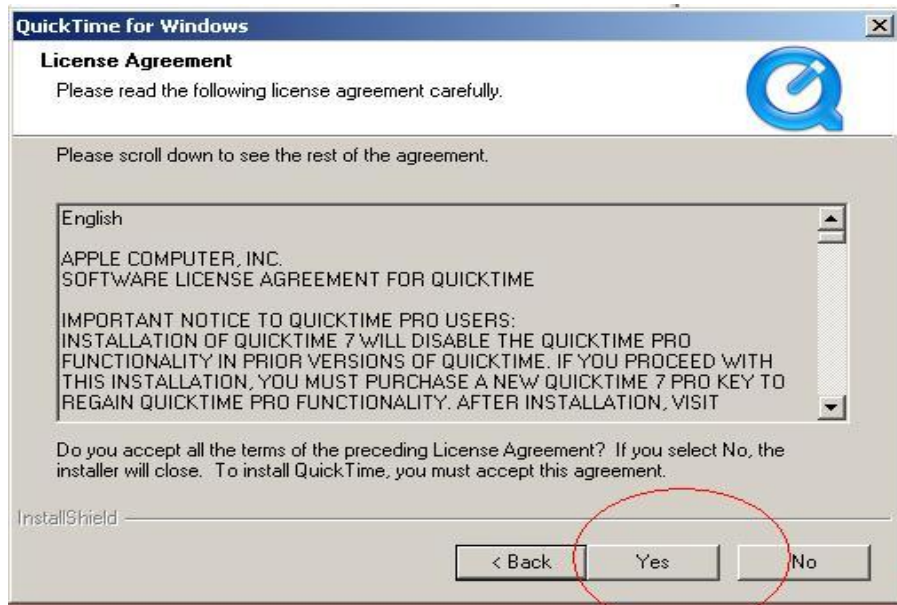 QuickTime for Windows
License Agreement
Please read the following license agreement carefully.
Please scroll down to see the rest of the agreement.
English
APPLE COMPUTER, INC.
SOFTWARE LICENSE AGREEMENT FOR QUICKTIME
IMPORTANT NOTICE TO QUICKTIME PRO USERS:
INSTALLATION OF QUICKTIME 7 WILL DISABLE THE QUICKTIME PRO
FUNCTIONALITY IN PRIOR VERSIONS OF QUICKTIME. IF YOU PROCEED WITH
THIS INSTALLATION, YOU MUST PURCHASE A NEW QUICKTIME 7 PRO KEY TO
REGAIN QUICKTIME PRO FUNCTIONALITY. AFTER INSTALLATION, VISIT
Do you accept all the terms of the preceding License Agreement? If you select No, the
installer will close. To install QuickTime, you must accept this agreement.
InstallShield
< Back Yes No